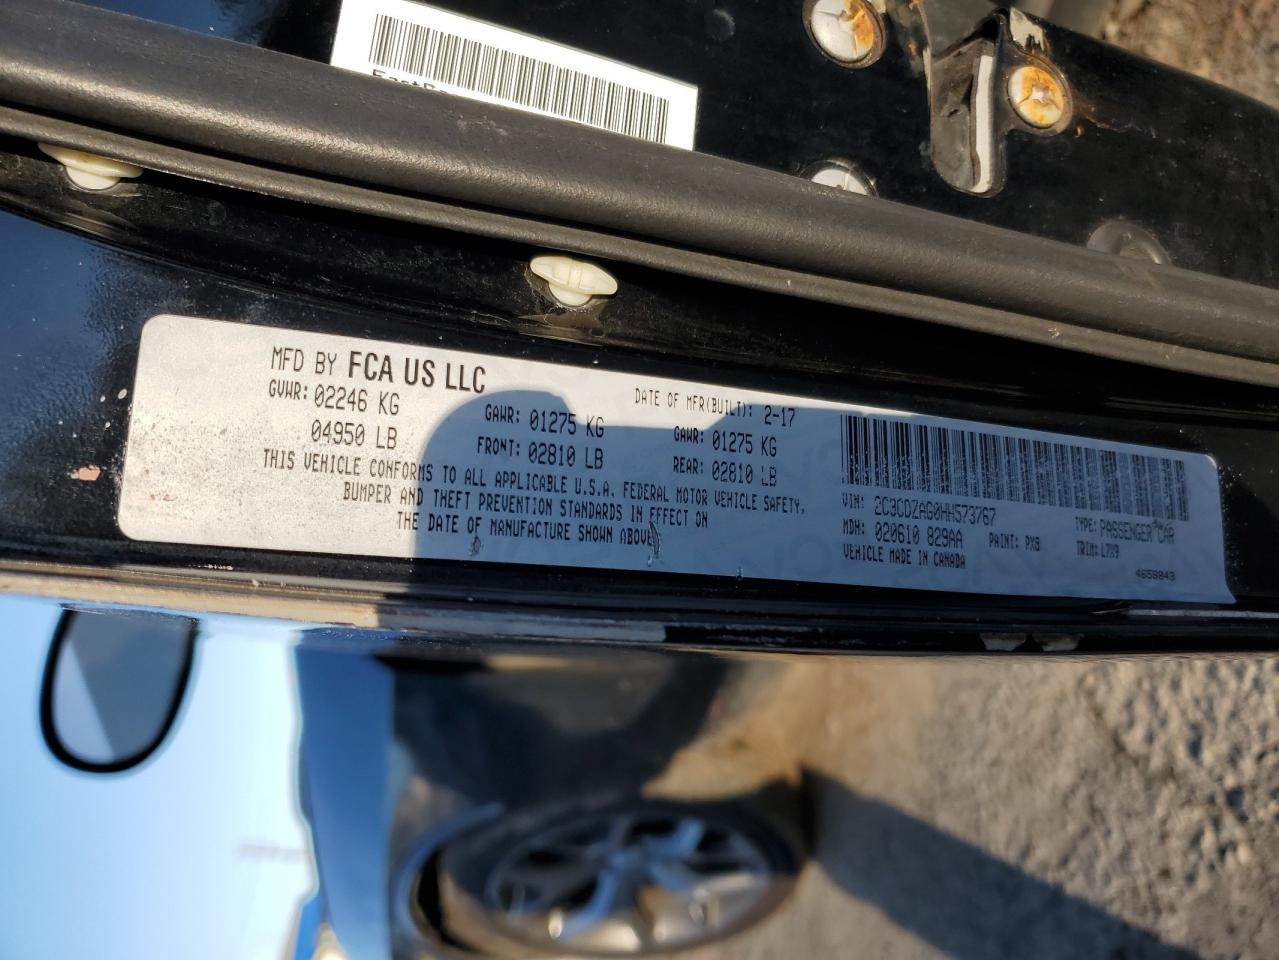 MFD BY FCA US LLC
DATE OF MFR(BUILT): 2-17
GVWR: 02246 KG
GAWR: 01275 KG
GAWR: 01275 KG
04950 LB
FRONT: 02810 LB
REAR: 02810 LB
THIS VEHICLE CONFORMS TO ALL APPLICABLE U.S.A. FEDERAL MOTOR VEHICLE SAFETY,
BUMPER AND THEFT PREVENTION STANDARDS IN EFFECT ON
THE DATE OF MANUFACTURE SHOWN ABOVE
VIN: 2C3CDZAG0HH573767
TYPE: PASSENGER CAR
MDH: 020610 829AA
PAINT: PX8
TRIM: L7X9
VEHICLE MADE IN CANADA
4658843